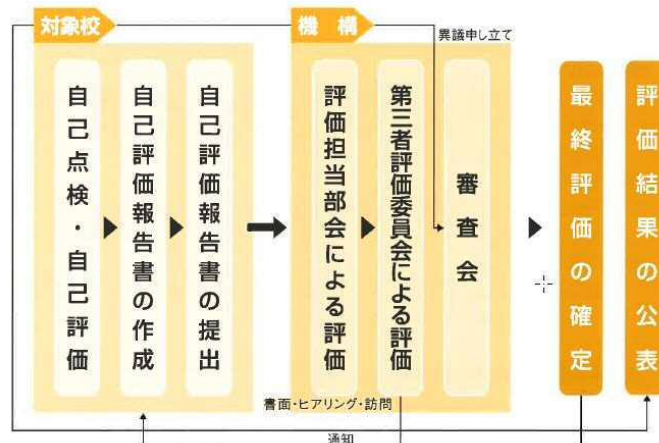 対象校
機構
異議申し立て
自己点検・自己評価
自己評価報告書の作成
自己評価報告書の提出
評価担当部会による評価
第三者評価委員会による評価
審査会
最終評価の確定
評価結果の公表
書面・ヒアリング・訪問
通知